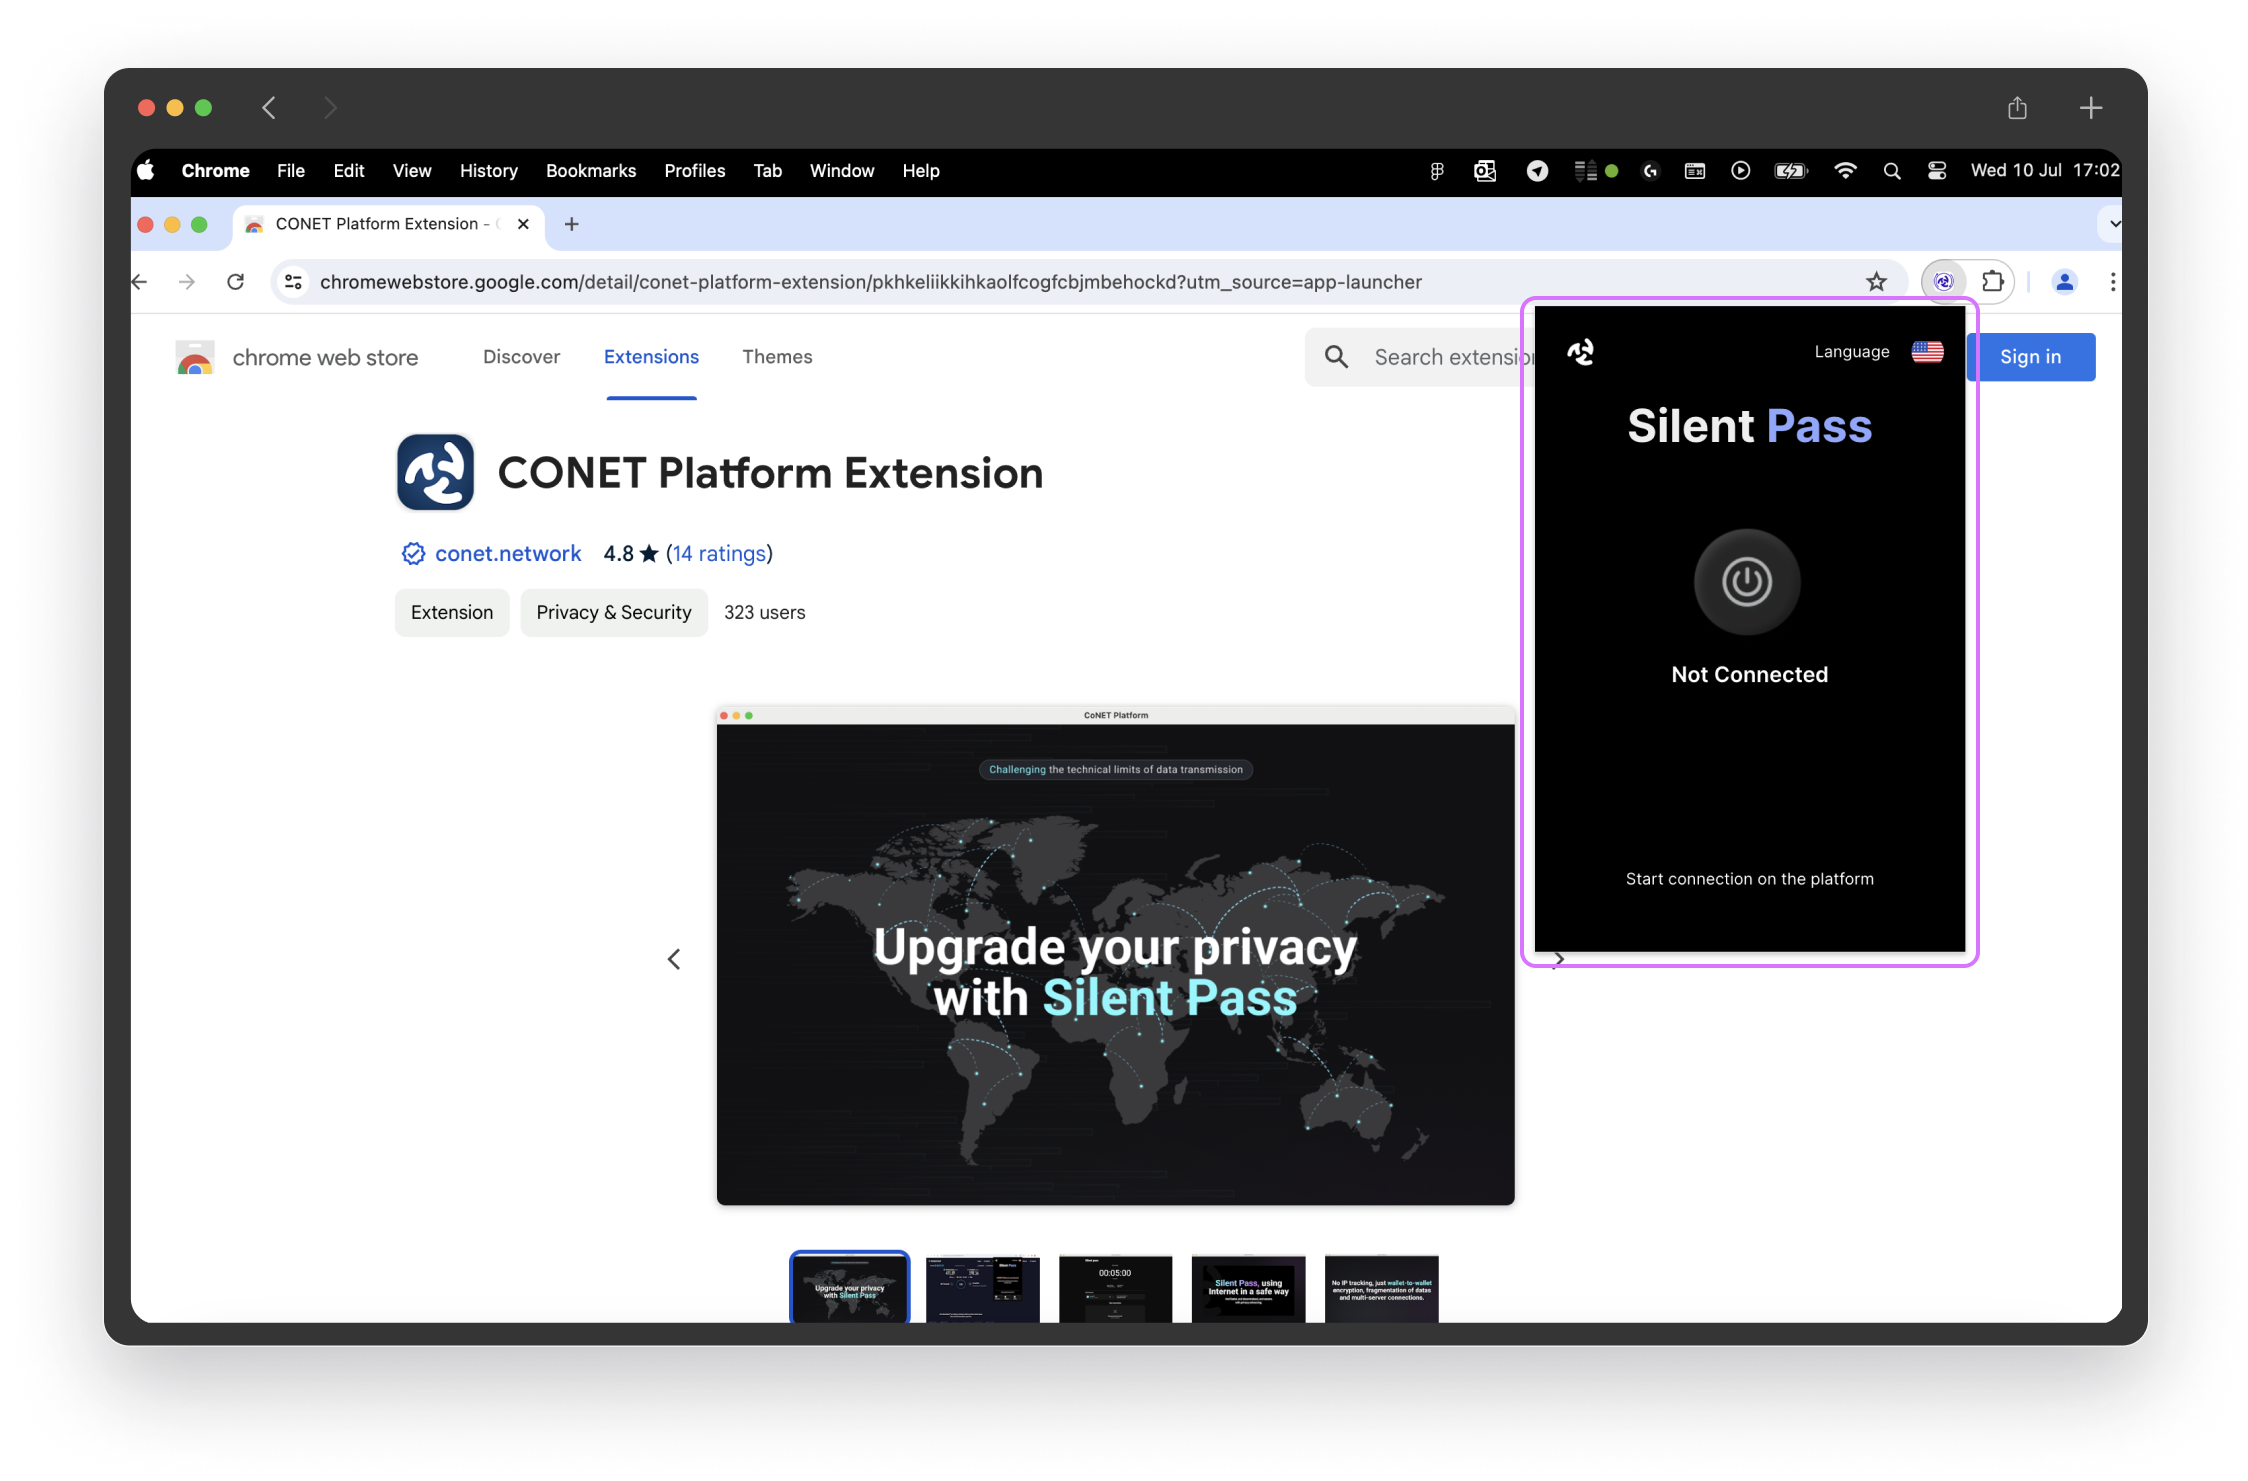 Chrome File Edit View History Bookmarks Profiles Tab Window Help Wed 10 Jul 17:02
CONET Platform Extension -
chromewebstore.google.com/detail/conet-platform-extension/pkhkeliikkihkaolfcogfcbjmbehockd?utm_source=app-launcher
chrome web store Discover Extensions Themes Search extension Sign in
CONET Platform Extension
conet.network 4.8 ★ (14 ratings)
Extension Privacy & Security 323 users
Language
Silent Pass
Not Connected
Start connection on the platform
CoNET Platform
Challenging the technical limits of data transmission
Upgrade your privacy
with Silent Pass
Upgrade your privacy
with Silent Pass
Silent Pass
00:05:00
Silent Pass, using
Internet in a safe way
No IP tracking, just wallet-to-wallet
encryption, fragmentation of datas
and multi-server connections.